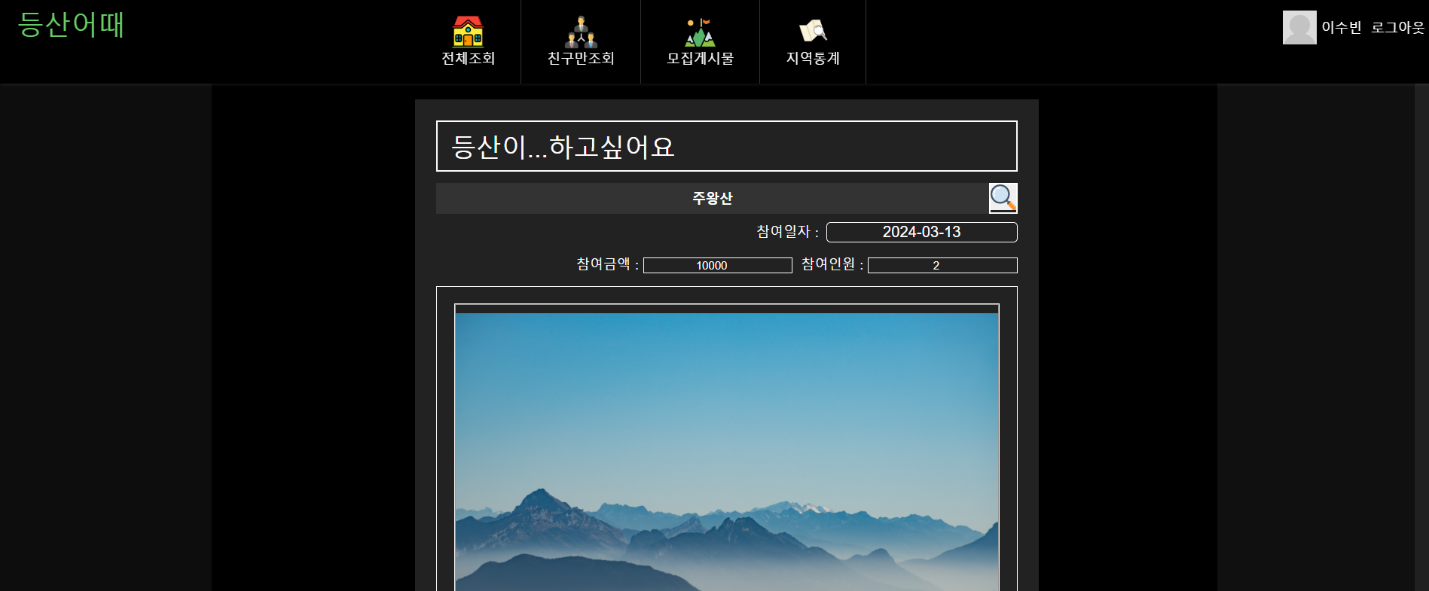 등산어때
전체조회
친구만조회
모집게시물
지역통계
이수빈 로그아웃
등산이...하고싶어요
주왕산
참여일자 : 2024-03-13
참여금액 : 10000 참여인원 : 2